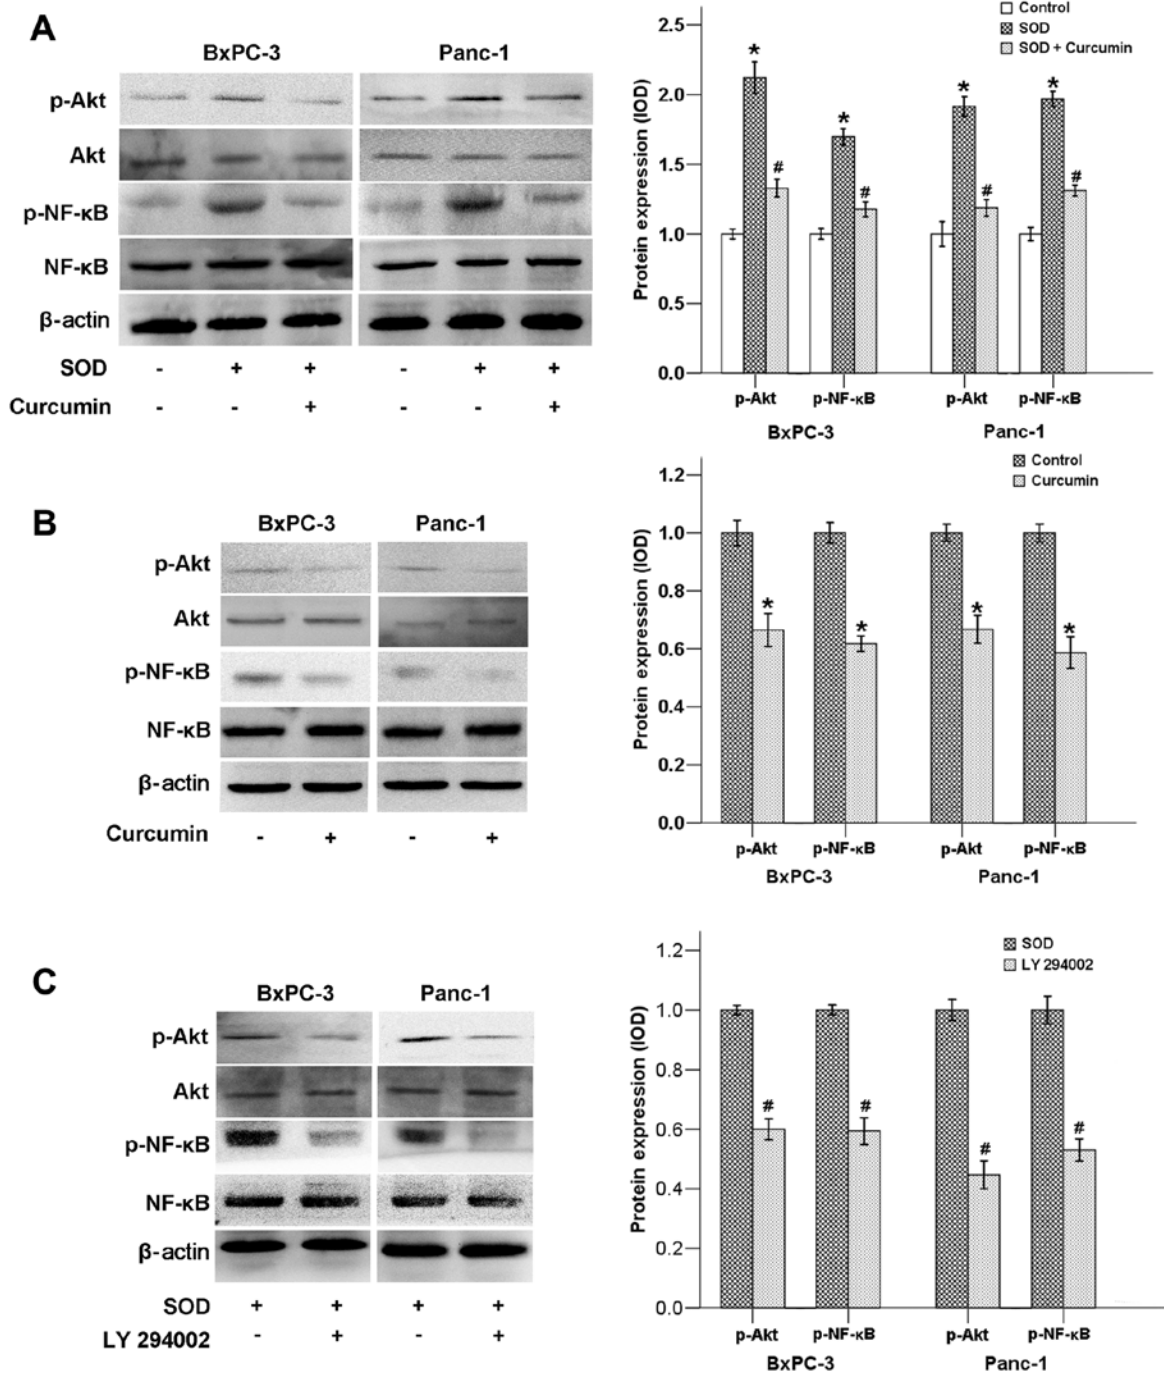 A
BxPC-3 Panc-1
p-Akt
Akt
p-NF-κB
NF-κB
β-actin
SOD - + + - + +
Curcumin - - + - - +
Control
SOD
SOD + Curcumin
Protein expression (IOD)
2.5
2.0
1.5
1.0
0.5
0.0
* # * # * # * #
p-Akt p-NF-κB p-Akt p-NF-κB
BxPC-3 Panc-1
B
BxPC-3 Panc-1
p-Akt
Akt
p-NF-κB
NF-κB
β-actin
Curcumin - + - +
Control
Curcumin
Protein expression (IOD)
1.2
1.0
0.8
0.6
0.4
0.2
0.0
* * * *
p-Akt p-NF-κB p-Akt p-NF-κB
BxPC-3 Panc-1
C
BxPC-3 Panc-1
p-Akt
Akt
p-NF-κB
NF-κB
β-actin
SOD + + + +
LY 294002 - + - +
SOD
LY 294002
Protein expression (IOD)
1.2
1.0
0.8
0.6
0.4
0.2
0.0
# # # #
p-Akt p-NF-κB p-Akt p-NF-κB
BxPC-3 Panc-1